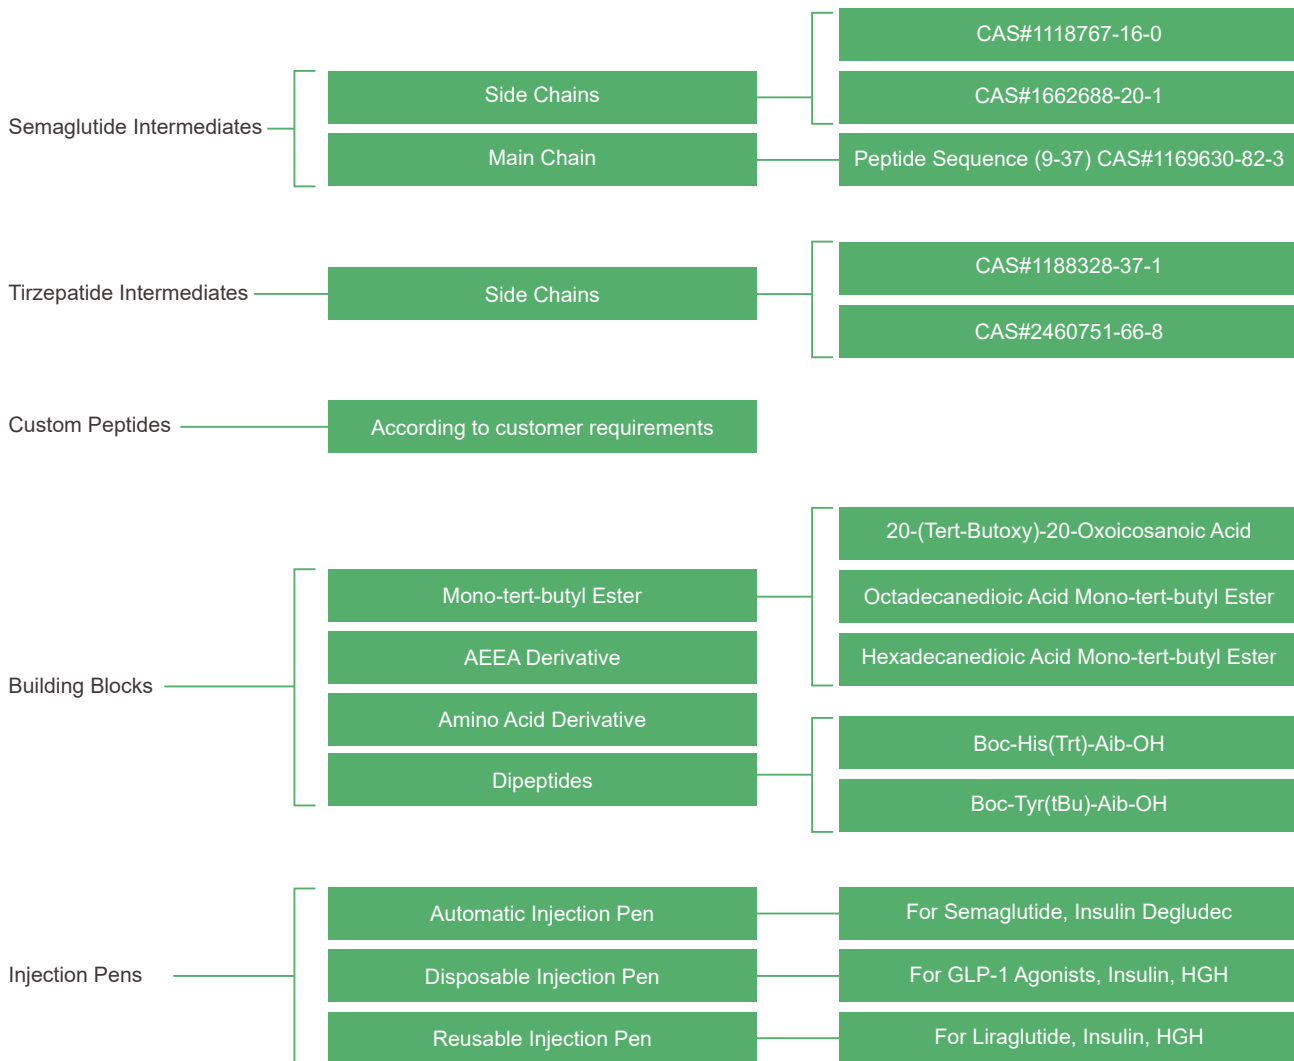 Semaglutide Intermediates
Side Chains
CAS#1118767-16-0
CAS#1662688-20-1
Main Chain
Peptide Sequence (9-37) CAS#1169630-82-3
Tirzepatide Intermediates
Side Chains
CAS#1188328-37-1
CAS#2460751-66-8
Custom Peptides
According to customer requirements
Building Blocks
Mono-tert-butyl Ester
20-(Tert-Butoxy)-20-Oxoicosanoic Acid
Octadecanedioic Acid Mono-tert-butyl Ester
Hexadecanedioic Acid Mono-tert-butyl Ester
AEEA Derivative
Amino Acid Derivative
Dipeptides
Boc-His(Trt)-Aib-OH
Boc-Tyr(tBu)-Aib-OH
Injection Pens
Automatic Injection Pen
For Semaglutide, Insulin Degludec
Disposable Injection Pen
For GLP-1 Agonists, Insulin, HGH
Reusable Injection Pen
For Liraglutide, Insulin, HGH